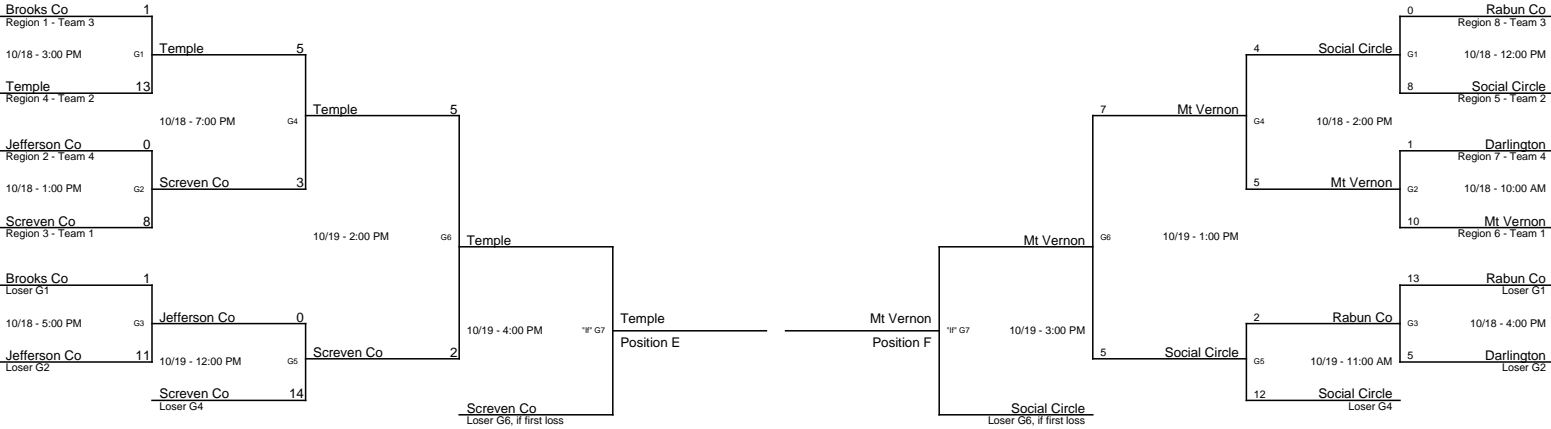 Brooks Co 1
Region 1 - Team 3
10/18 - 3:00 PM G1
Temple 5
Temple 13
Region 4 - Team 2
10/18 - 7:00 PM G4
Temple 5
Jefferson Co 0
Region 2 - Team 4
10/18 - 1:00 PM G2
Screven Co 3
Screven Co 8
Region 3 - Team 1
10/19 - 2:00 PM G6
Temple
Brooks Co 1
Loser G1
10/18 - 5:00 PM G3
Jefferson Co 0
Jefferson Co 11
Loser G2
10/19 - 12:00 PM G5
Screven Co 2
Screven Co 14
Loser G4
10/19 - 4:00 PM "If" G7
Temple
Position E
Screven Co
Loser G6, if first loss
0 Rabun Co
Region 8 - Team 3
4 Social Circle
G1 10/18 - 12:00 PM
8 Social Circle
Region 5 - Team 2
7 Mt Vernon
G4 10/18 - 2:00 PM
1 Darlington
Region 7 - Team 4
5 Mt Vernon
G2 10/18 - 10:00 AM
10 Mt Vernon
Region 6 - Team 1
Mt Vernon
G6 10/19 - 1:00 PM
13 Rabun Co
Loser G1
2 Rabun Co
G3 10/18 - 4:00 PM
5 Darlington
Loser G2
5 Social Circle
G5 10/19 - 11:00 AM
12 Social Circle
Loser G4
Mt Vernon
Position F
"If" G7 10/19 - 3:00 PM
Social Circle
Loser G6, if first loss